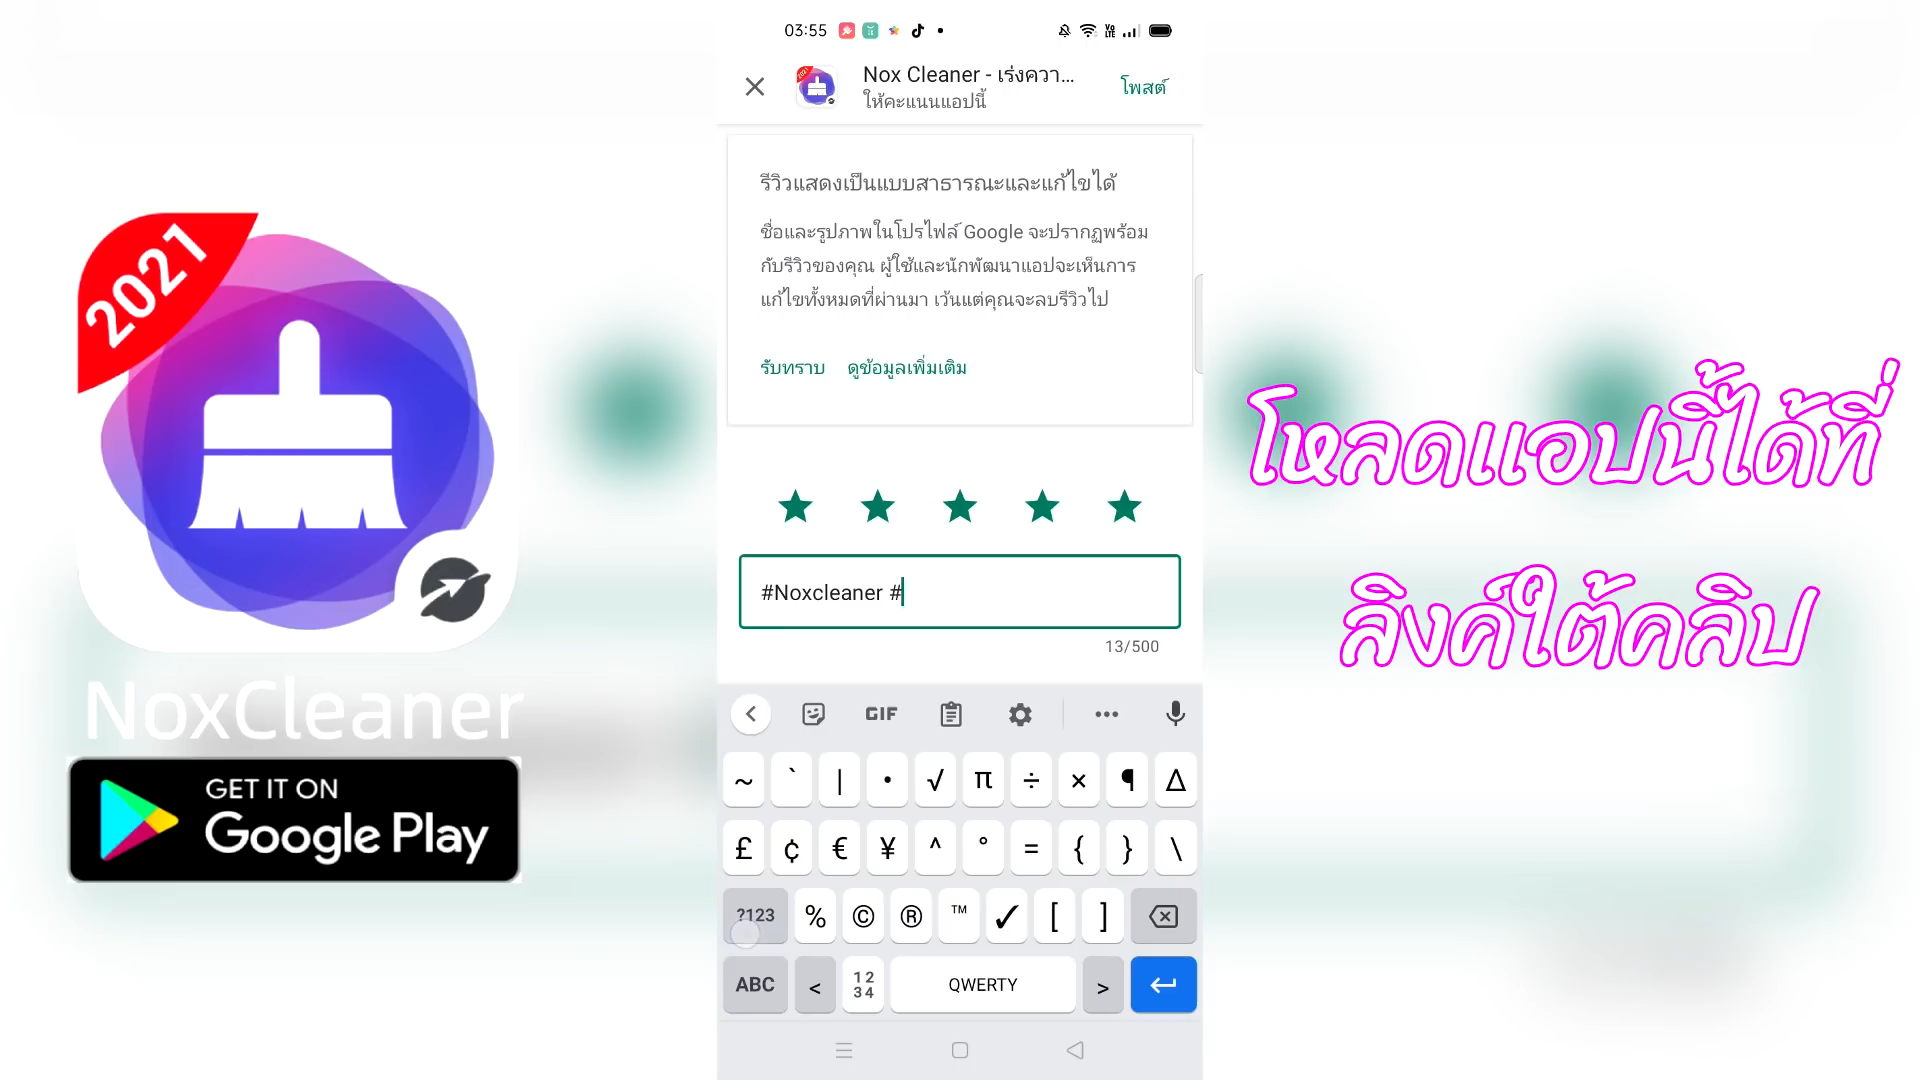 2021
NoxCleaner
GET IT ON
Google Play
03:55
Nox Cleaner - เร่งควา...
ให้คะแนนแอปนี้
โพสต์
รีวิวแสดงเป็นแบบสาธารณะและแก้ไขได้
ชื่อและรูปภาพในโปรไฟล์ Google จะปรากฏพร้อม
กับรีวิวของคุณ ผู้ใช้และนักพัฒนาแอปจะเห็นการ
แก้ไขทั้งหมดที่ผ่านมา เว้นแต่คุณจะลบรีวิวไป
รับทราบ ดูข้อมูลเพิ่มเติม
#Noxcleaner #
13/500
GIF
~ ` | • √ π ÷ × ¶ Δ
£ ¢ € ¥ ^ ° = { } \
?123 % © ® ™ ✓ [ ]
ABC < 12 34 QWERTY >
โหลดแอปนี้ได้ที่
ลิงค์ใต้คลิป